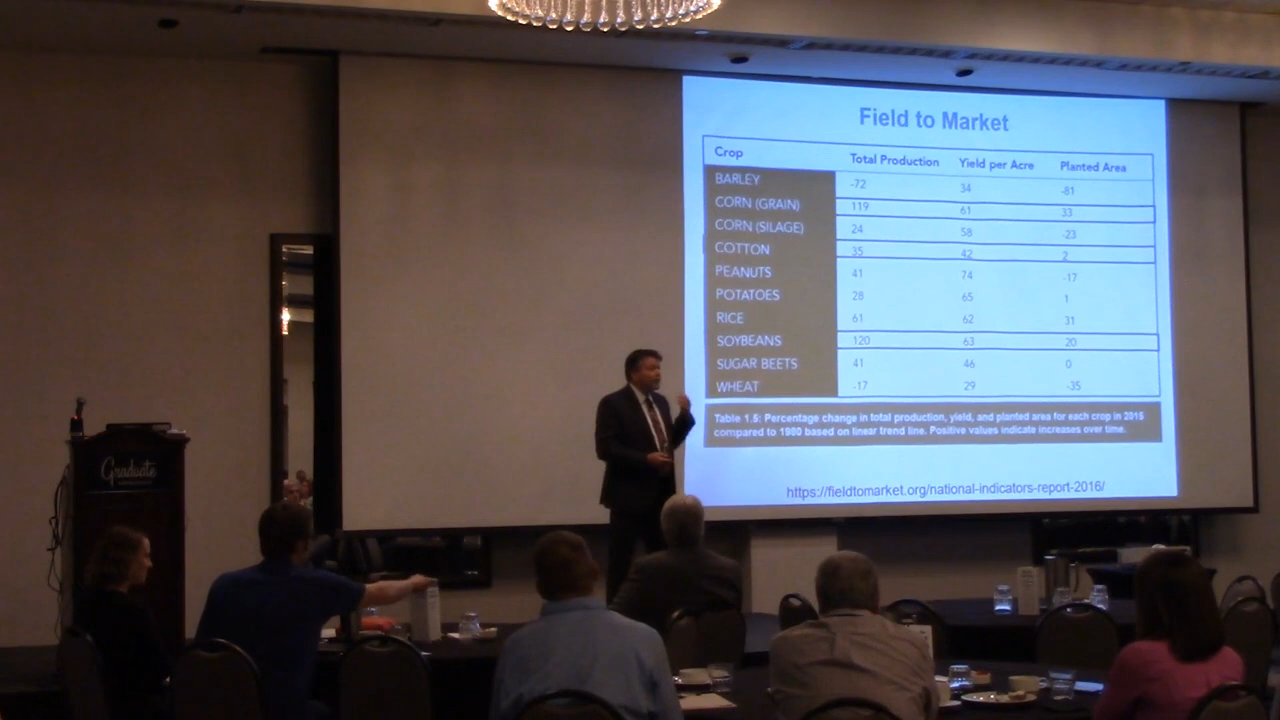 Field to Market
Crop Total Production Yield per Acre Planted Area
BARLEY -72 34 -81
CORN (GRAIN) 119 61 33
CORN (SILAGE) 24 58 -23
COTTON 35 42 2
PEANUTS 41 74 -17
POTATOES 28 65 1
RICE 61 62 31
SOYBEANS 120 63 20
SUGAR BEETS 41 46 0
WHEAT -17 29 -35
Table 1.5: Percentage change in total production, yield, and planted area for each crop in 2015
compared to 1980 based on linear trend line. Positive values indicate increases over time.
https://fieldtomarket.org/national-indicators-report-2016/
Graduate